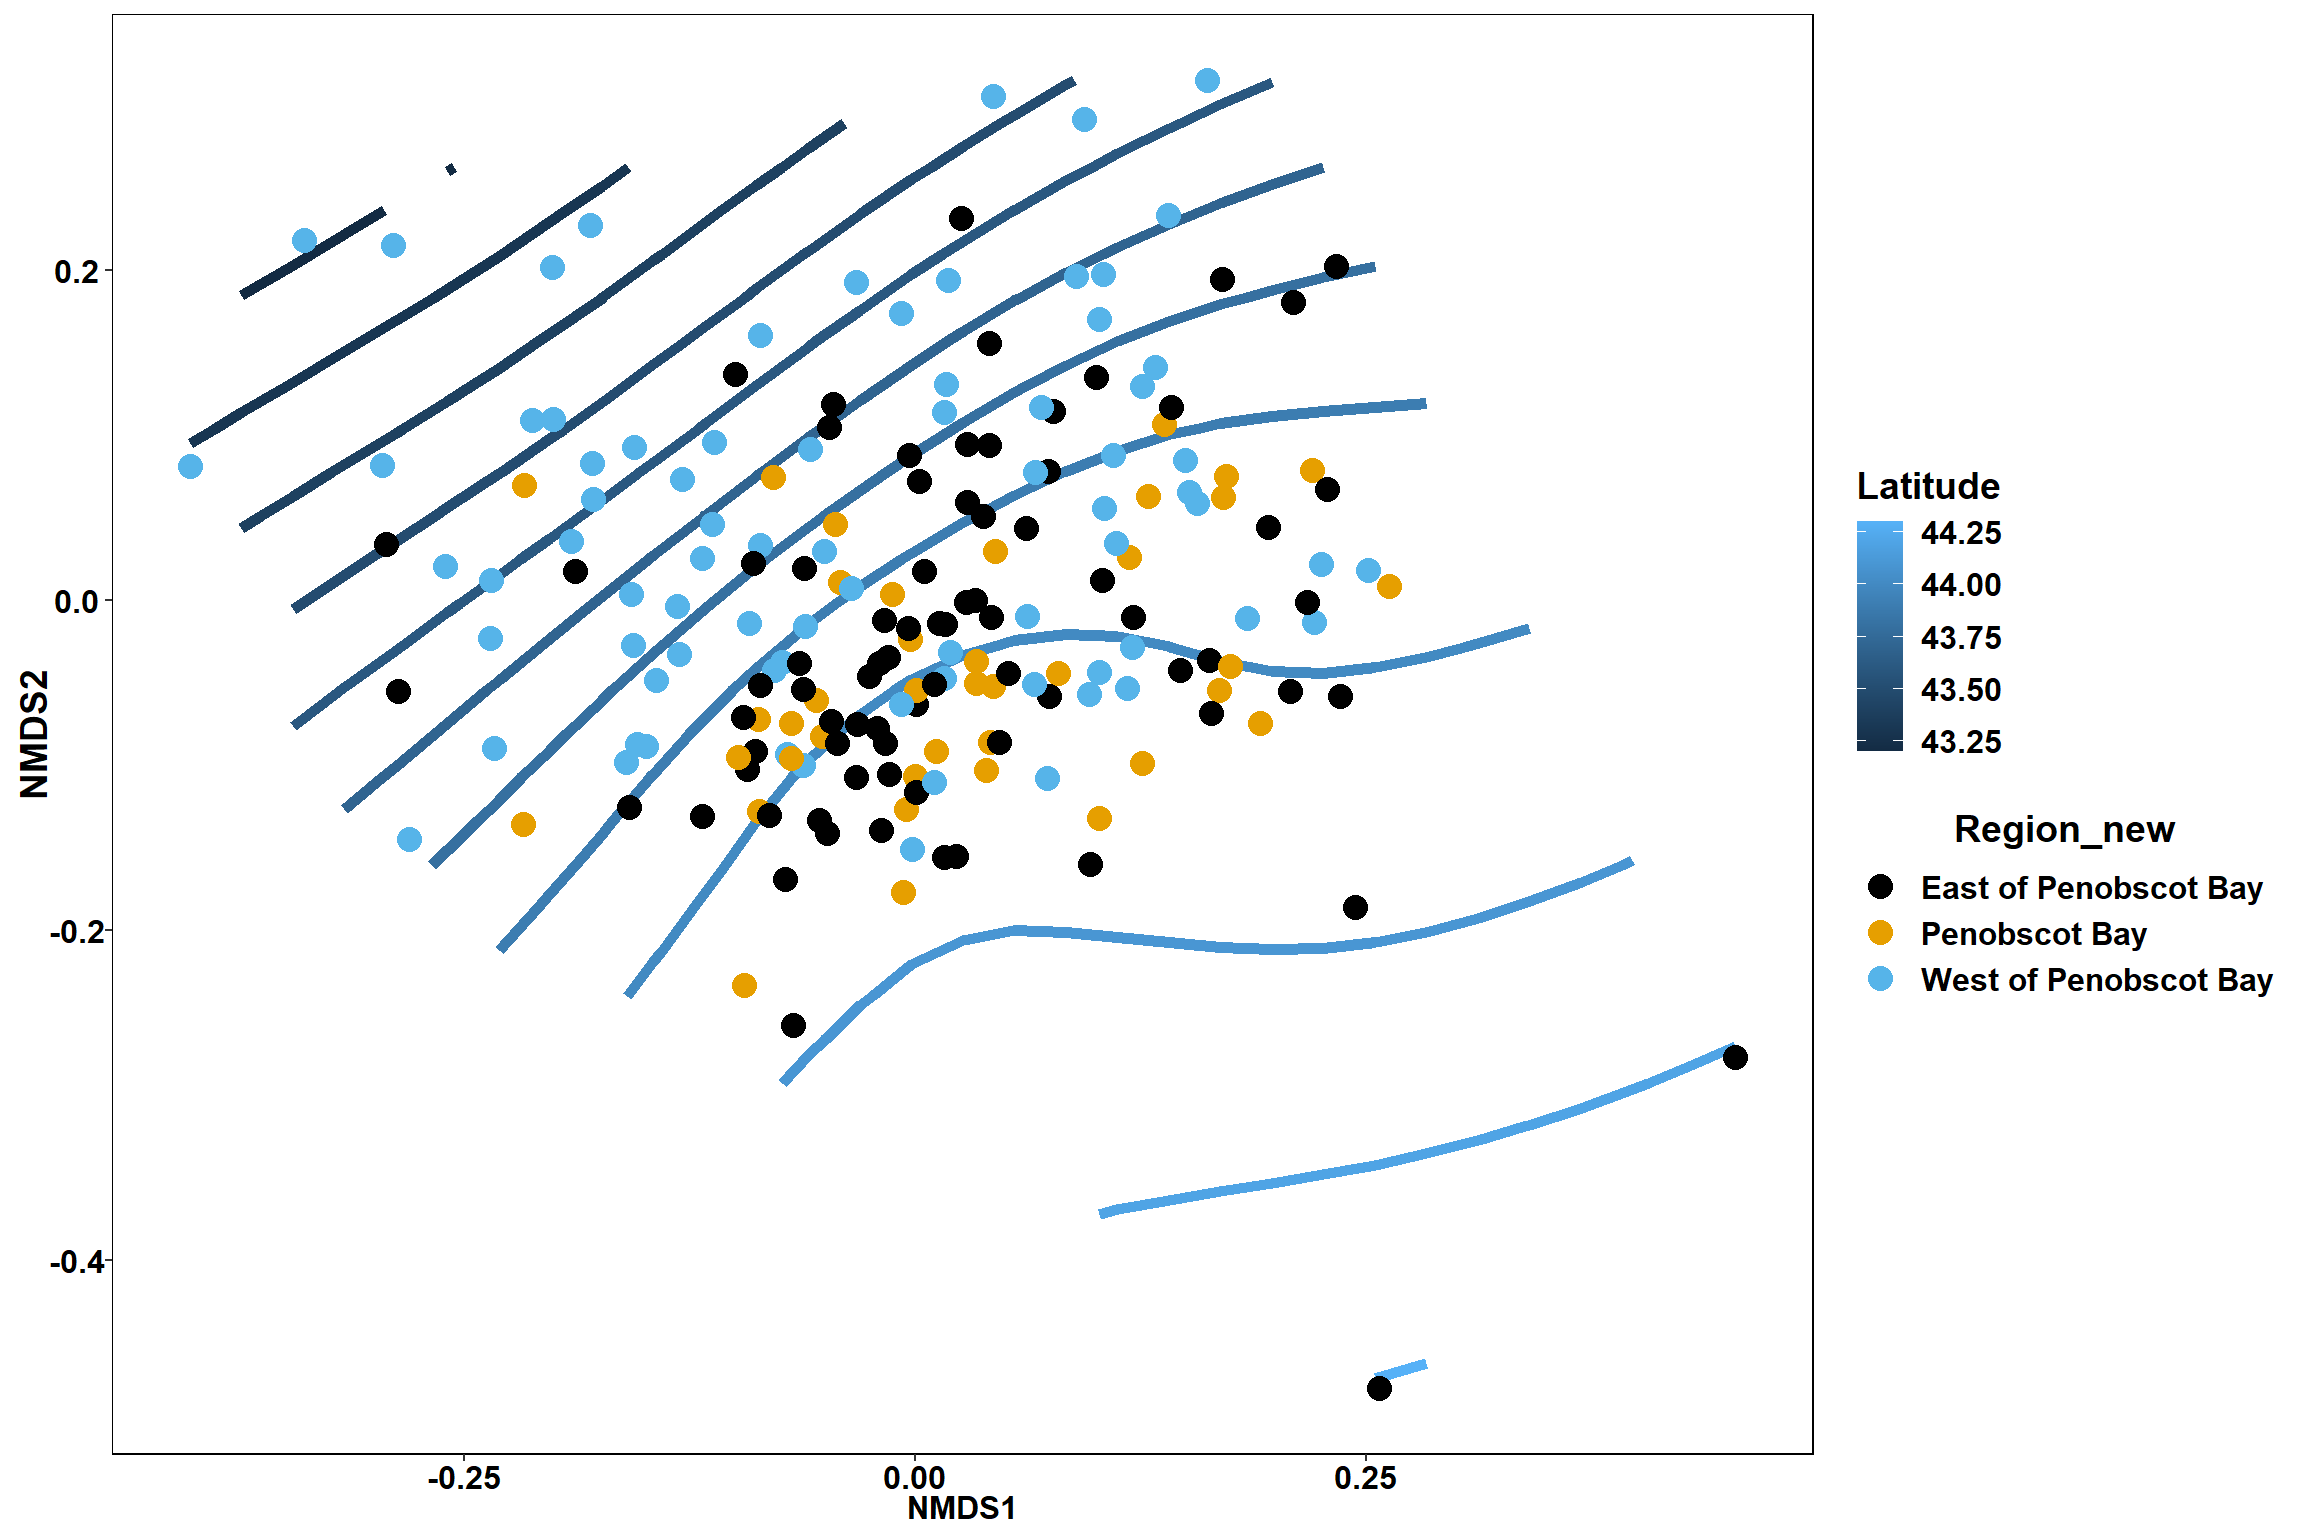 0.2
0.0
-0.2
-0.4
NMDS2
-0.25
0.00
0.25
NMDS1
Latitude
44.25
44.00
43.75
43.50
43.25
Region_new
East of Penobscot Bay
Penobscot Bay
West of Penobscot Bay